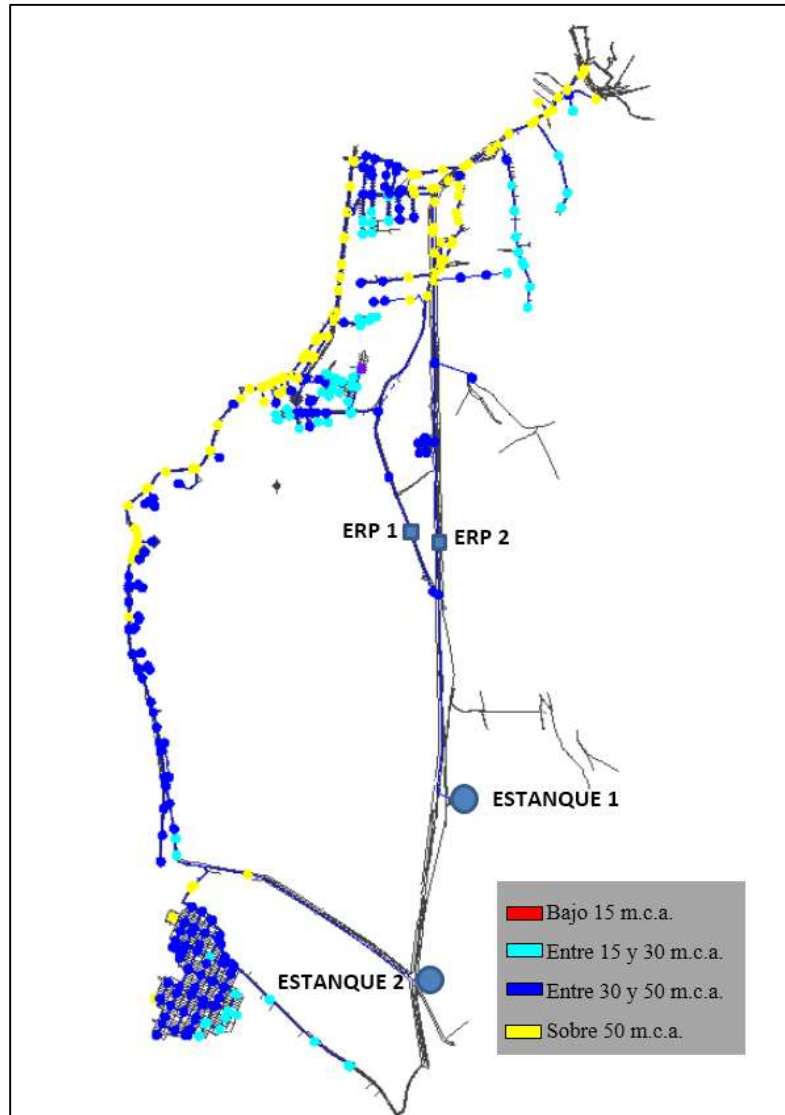 ERP 1
ERP 2
ESTANQUE 1
ESTANQUE 2
Bajo 15 m.c.a.
Entre 15 y 30 m.c.a.
Entre 30 y 50 m.c.a.
Sobre 50 m.c.a.